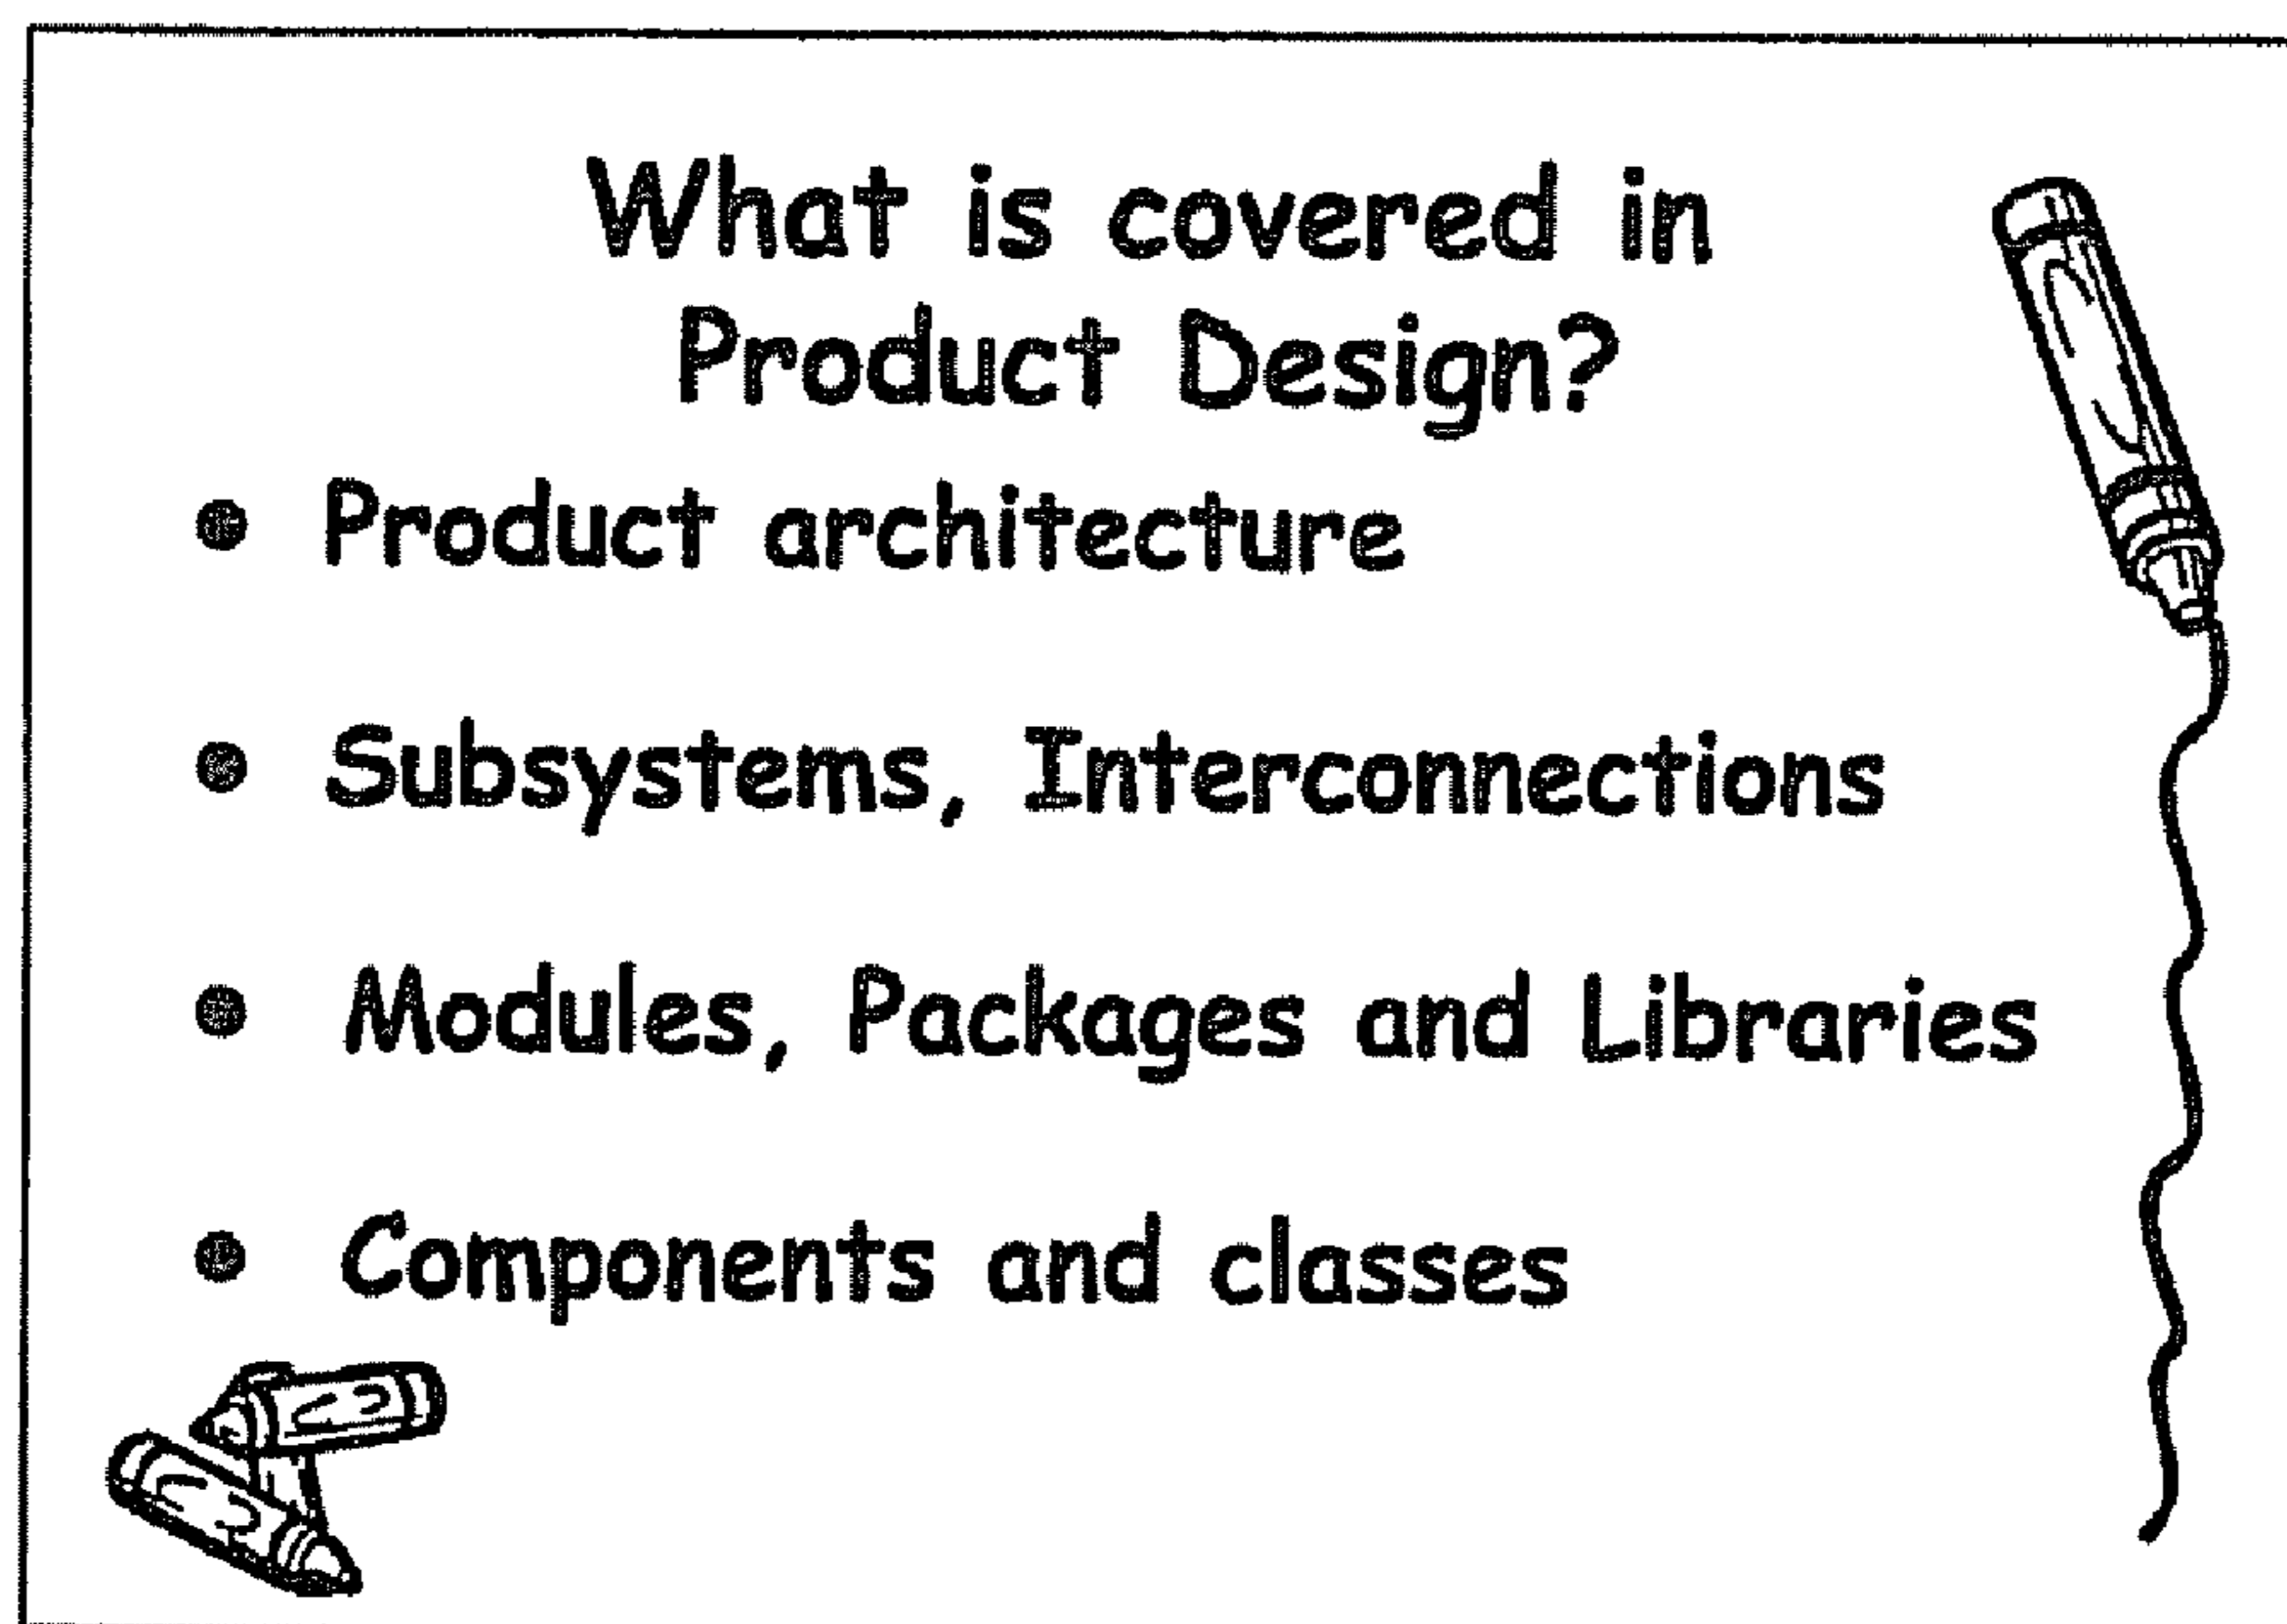 What is covered in
Product Design?
• Product architecture
• Subsystems, Interconnections
• Modules, Packages and Libraries
• Components and classes